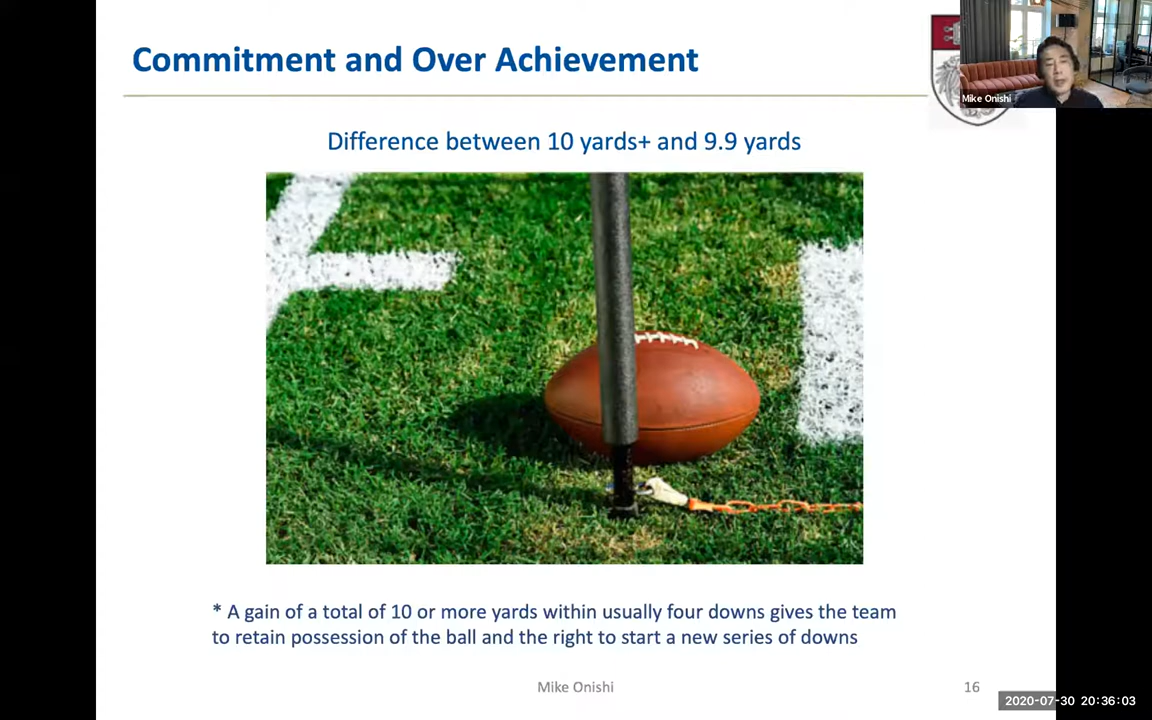 Commitment and Over Achievement
Mike Onishi
Difference between 10 yards+ and 9.9 yards
* A gain of a total of 10 or more yards within usually four downs gives the team
to retain possession of the ball and the right to start a new series of downs
Mike Onishi
16
2020-07-30 20:36:03